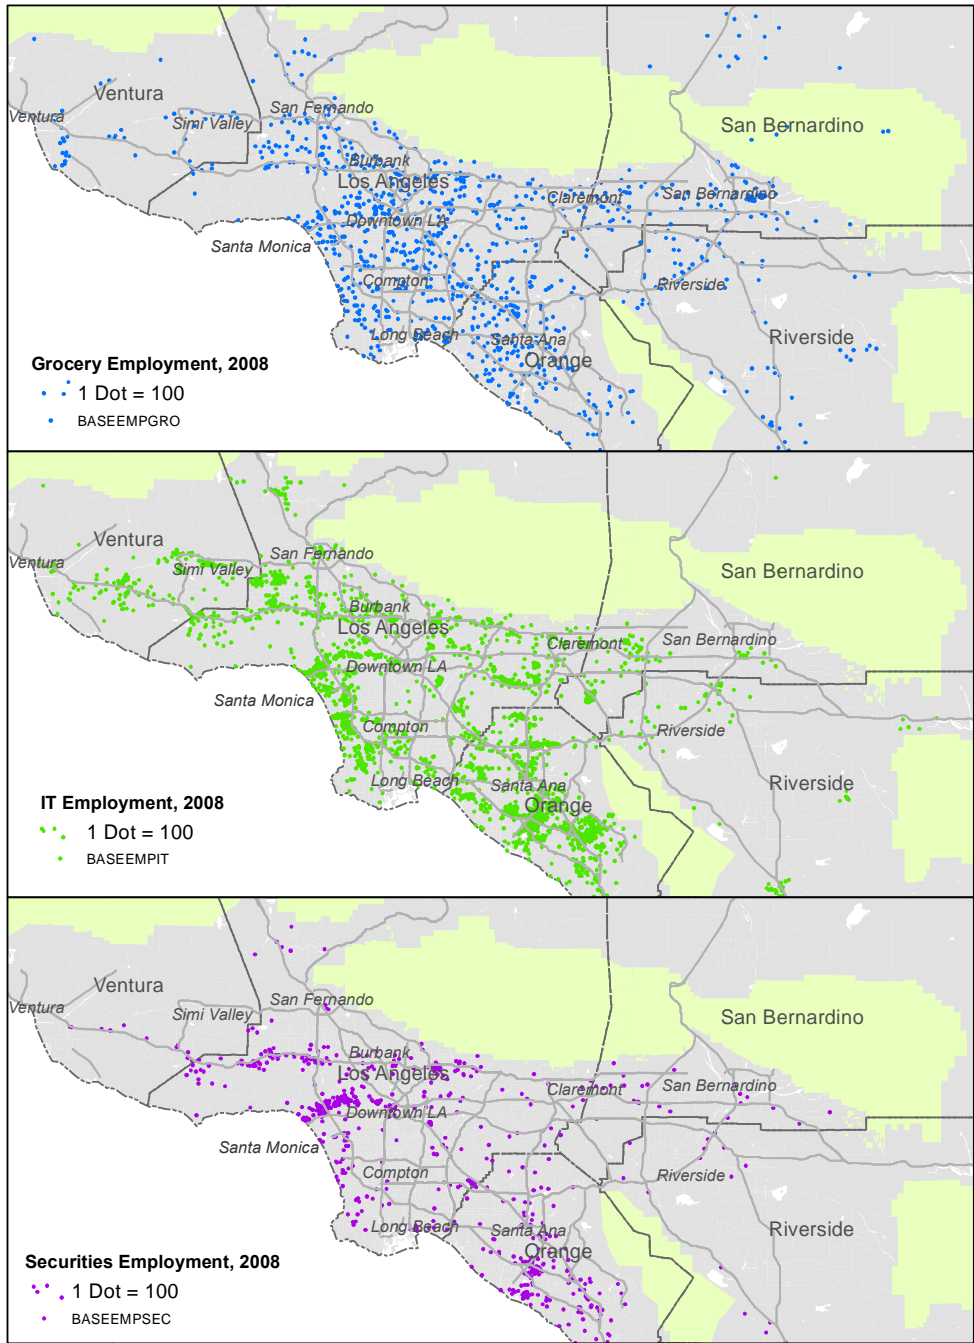 Ventura
Ventura
Simi Valley
San Fernando
San Bernardino
Burbank
Los Angeles
Claremont
San Bernardino
Downtown LA
Santa Monica
Compton
Riverside
Long Beach
Santa Ana
Orange
Riverside
Grocery Employment, 2008
1 Dot = 100
BASEEMPGRO
Ventura
Ventura
Simi Valley
San Fernando
San Bernardino
Burbank
Los Angeles
Claremont
San Bernardino
Downtown LA
Santa Monica
Compton
Riverside
Long Beach
Santa Ana
Orange
Riverside
IT Employment, 2008
1 Dot = 100
BASEEMPIT
Ventura
Ventura
Simi Valley
San Fernando
San Bernardino
Burbank
Los Angeles
Claremont
San Bernardino
Downtown LA
Santa Monica
Compton
Riverside
Long Beach
Santa Ana
Orange
Riverside
Securities Employment, 2008
1 Dot = 100
BASEEMPSEC